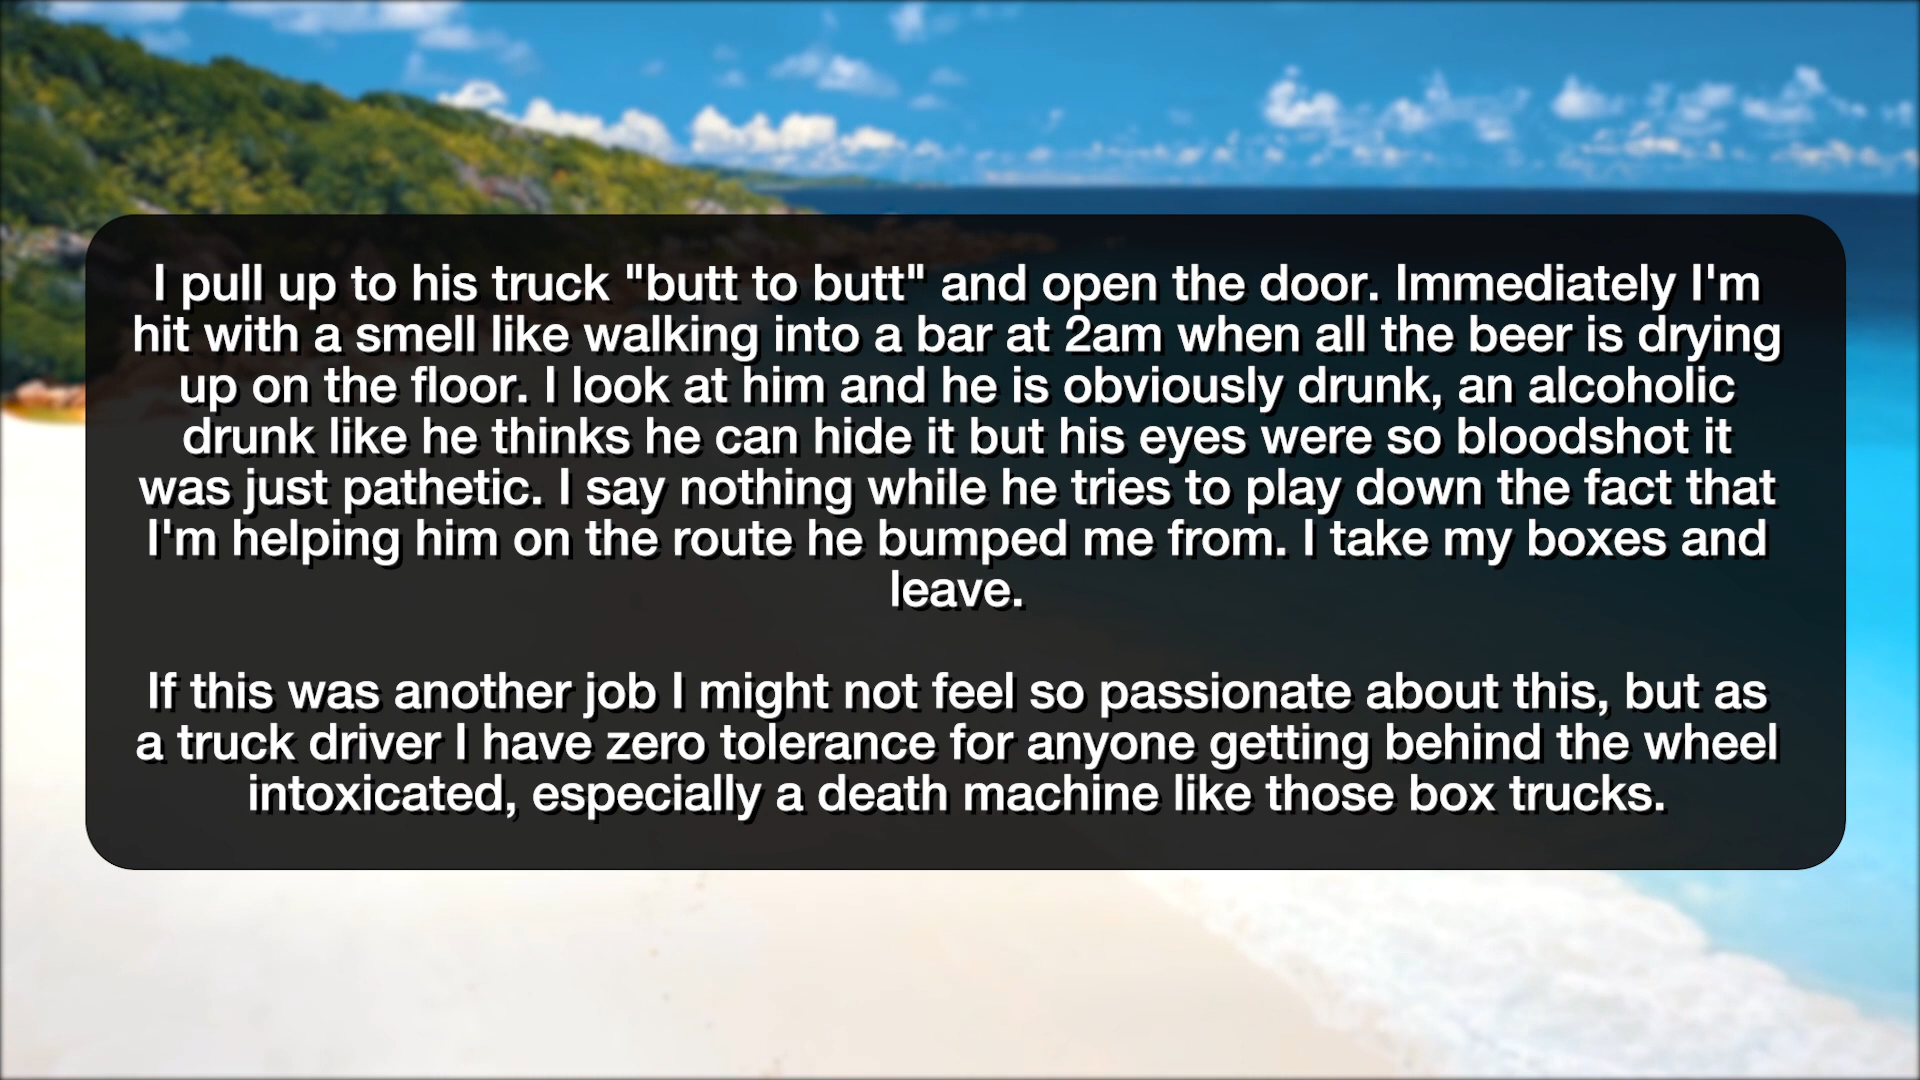 I pull up to his truck "butt to butt" and open the door. Immediately I'm
hit with a smell like walking into a bar at 2am when all the beer is drying
up on the floor. I look at him and he is obviously drunk, an alcoholic
drunk like he thinks he can hide it but his eyes were so bloodshot it
was just pathetic. I say nothing while he tries to play down the fact that
I'm helping him on the route he bumped me from. I take my boxes and
leave.
If this was another job I might not feel so passionate about this, but as
a truck driver I have zero tolerance for anyone getting behind the wheel
intoxicated, especially a death machine like those box trucks.